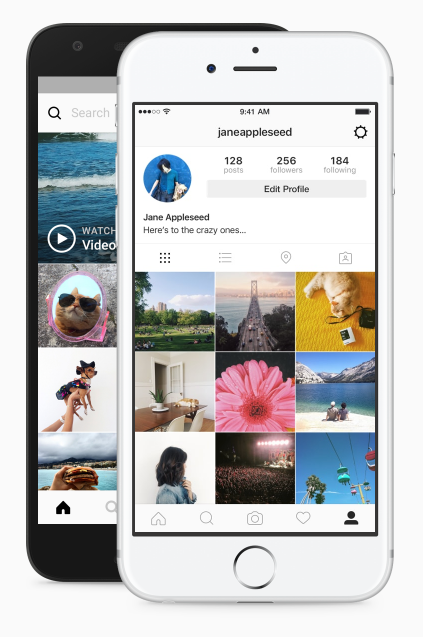 Search
WATCH
Video
9:41 AM
janeappleseed
128
posts
256
followers
184
following
Edit Profile
Jane Appleseed
Here's to the crazy ones...